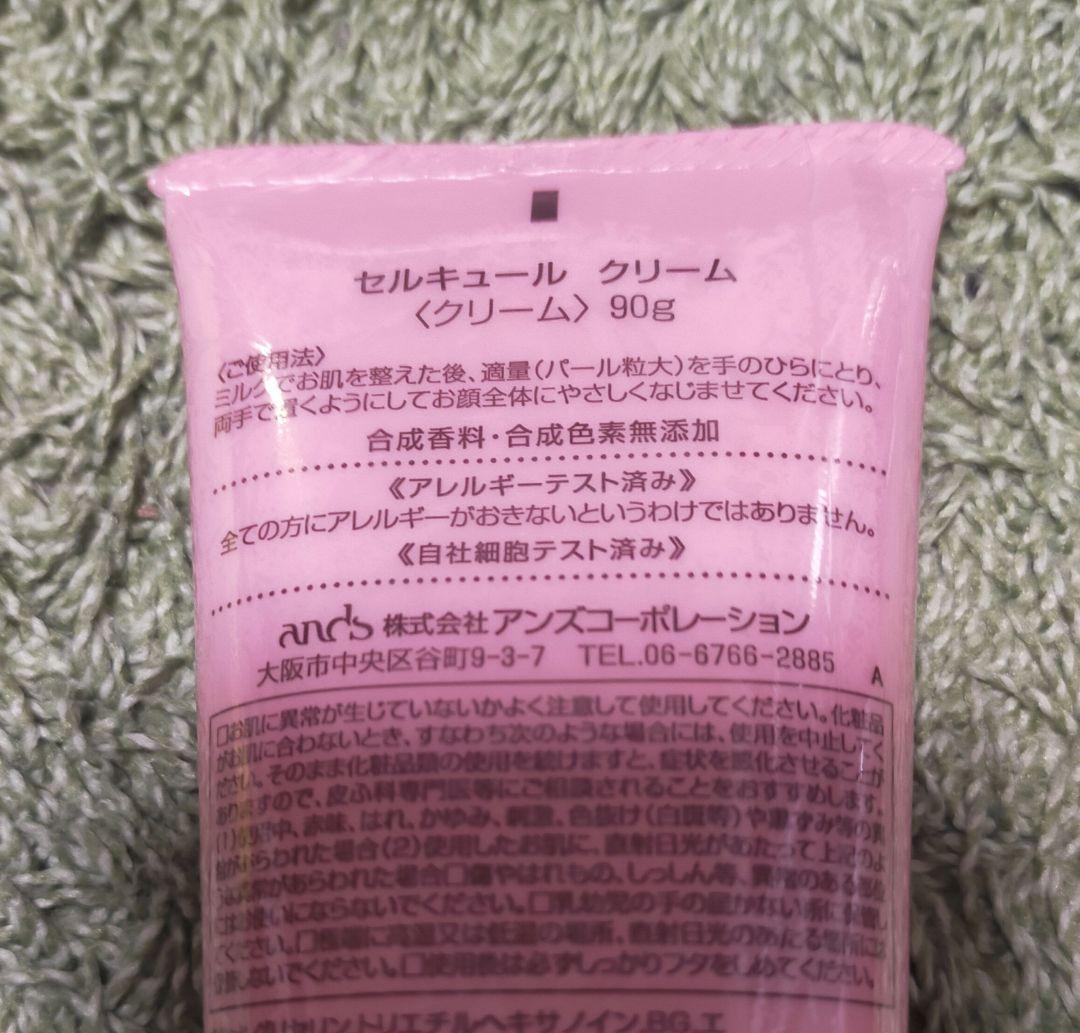 セルキュール クリーム
〈クリーム〉 90g
〈ご使用法〉
ミルクでお肌を整えた後、適量(パール粒大)を手のひらにとり、
両手で置くようにしてお顔全体にやさしくなじませてください。
合成香料・合成色素無添加
《アレルギーテスト済み》
全ての方にアレルギーがおきないというわけではありません。
《自社細胞テスト済み》
ands 株式会社アンズコーポレーション
大阪市中央区谷町9-3-7 TEL.06-6766-2885 A
□お肌に異常が生じていないかよく注意して使用してください。化粧品
がお肌に合わないとき、すなわち次のような場合には、使用を中止してく
ださい。そのまま化粧品類の使用を続けますと、症状を悪化させることが
ありますので、皮ふ科専門医等にご相談されることをおすすめします。
(1)使用中、赤味、はれ、かゆみ、刺激、色抜け(白斑等)や黒ずみ等の異
常があらわれた場合(2)使用したお肌に、直射日光があたって上記のよ
うな異常があらわれた場合□傷やはれもの、しっしん等、異常のある部位
にはお使いにならないでください。□乳幼児の手の届かない所に保管し
てください。□極端に高温又は低温の場所、直射日光のあたる場所には
保管しないでください。□使用後は必ずしっかりフタをしめてください。
グリセリン,トリエチルヘキサノイン,BG,エ